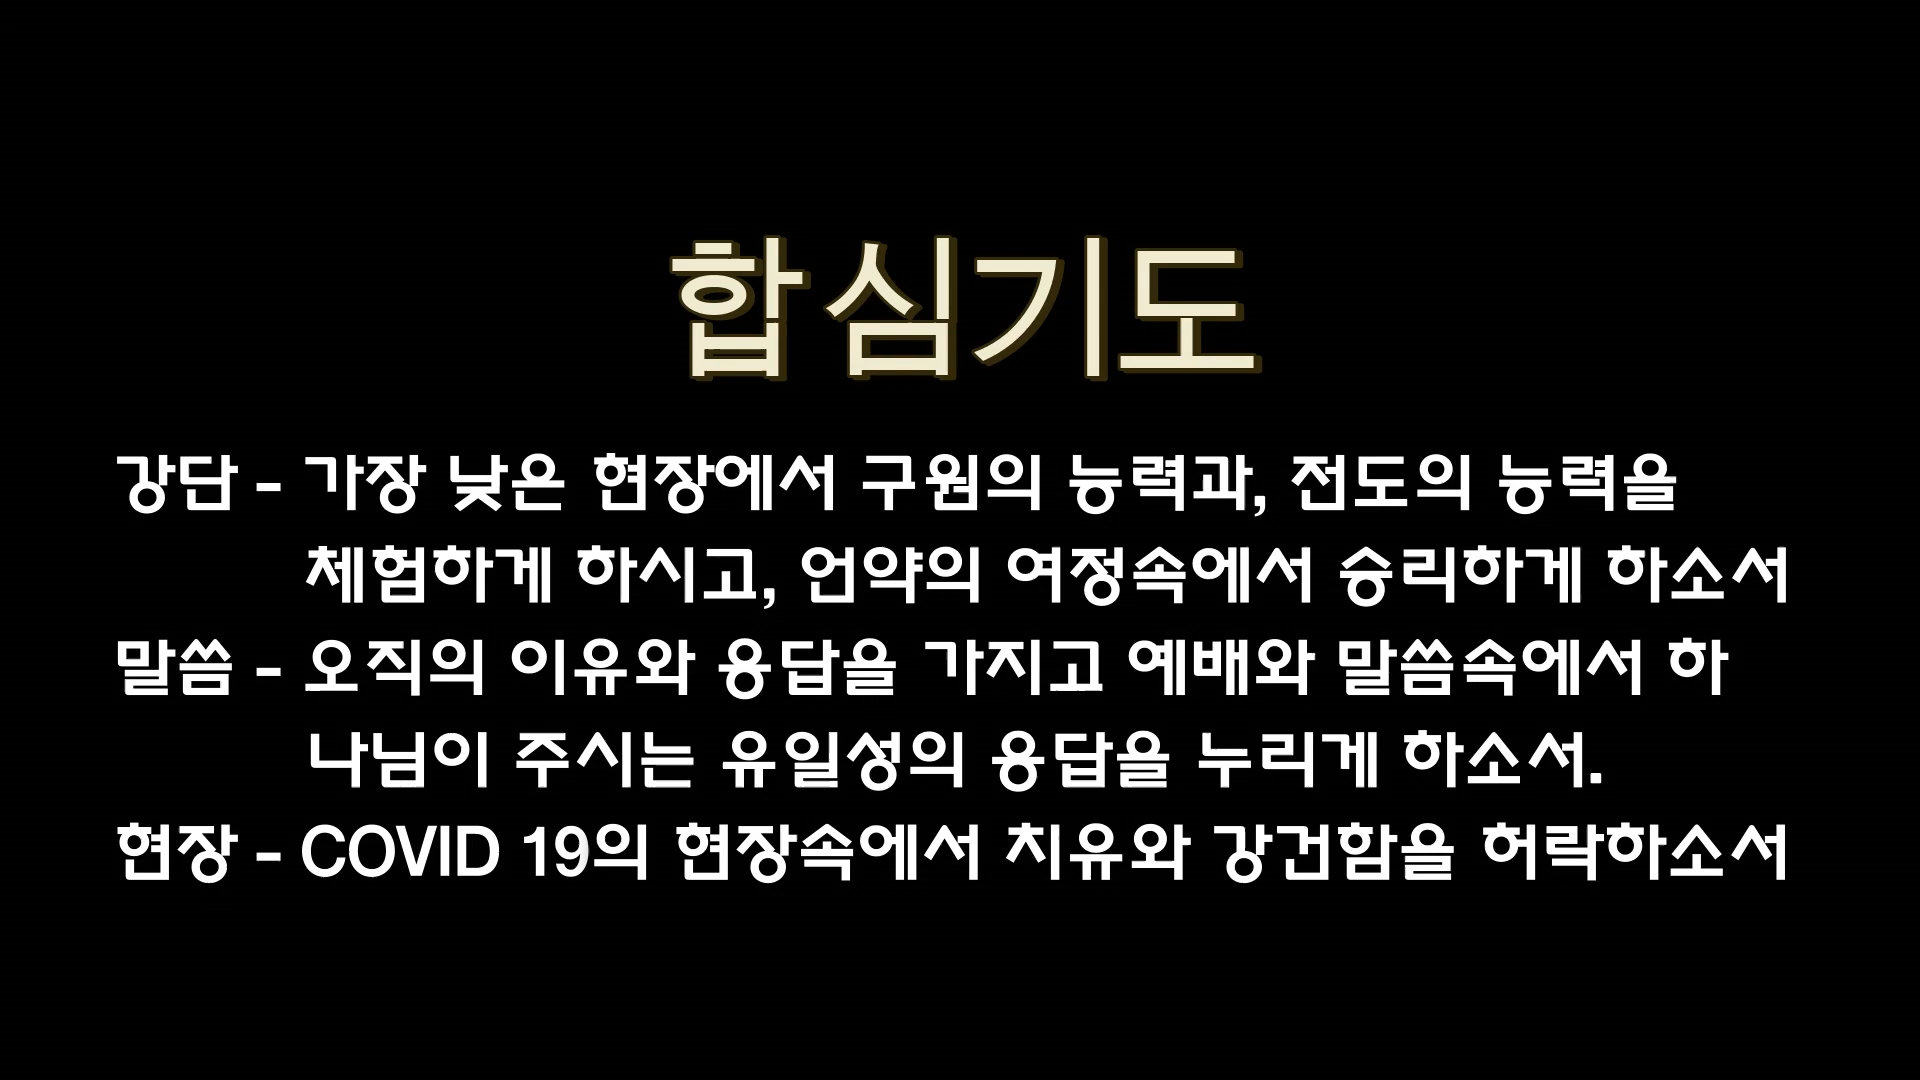 합심기도
강단 - 가장 낮은 현장에서 구원의 능력과, 전도의 능력을
체험하게 하시고, 언약의 여정속에서 승리하게 하소서
말씀 - 오직의 이유와 응답을 가지고 예배와 말씀속에서 하
나님이 주시는 유일성의 응답을 누리게 하소서.
현장 - COVID 19의 현장속에서 치유와 강건함을 허락하소서